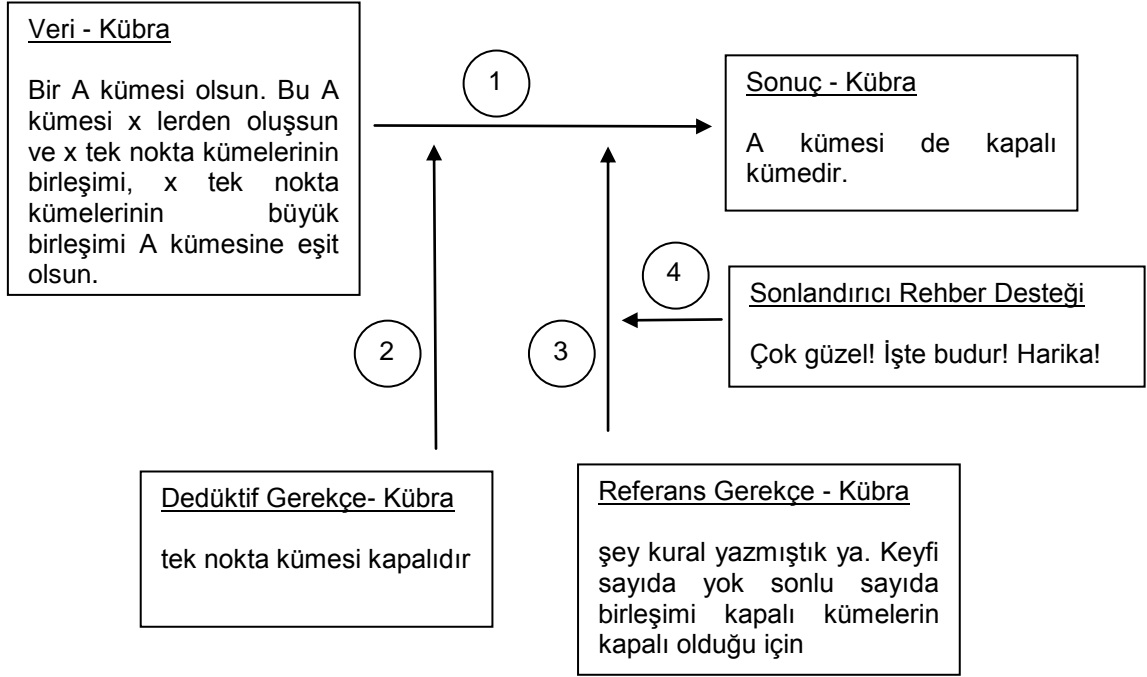 Veri - Kübra
Bir A kümesi olsun. Bu A
kümesi x lerden oluşsun
ve x tek nokta kümelerinin
birleşimi, x tek nokta
kümelerinin büyük
birleşimi A kümesine eşit
olsun.
1
Sonuç - Kübra
A kümesi de kapalı
kümedir.
2
3
4
Sonlandırıcı Rehber Desteği
Çok güzel! İşte budur! Harika!
Dedüktif Gerekçe- Kübra
tek nokta kümesi kapalıdır
Referans Gerekçe - Kübra
şey kural yazmıştık ya. Keyfi
sayıda yok sonlu sayıda
birleşimi kapalı kümelerin
kapalı olduğu için